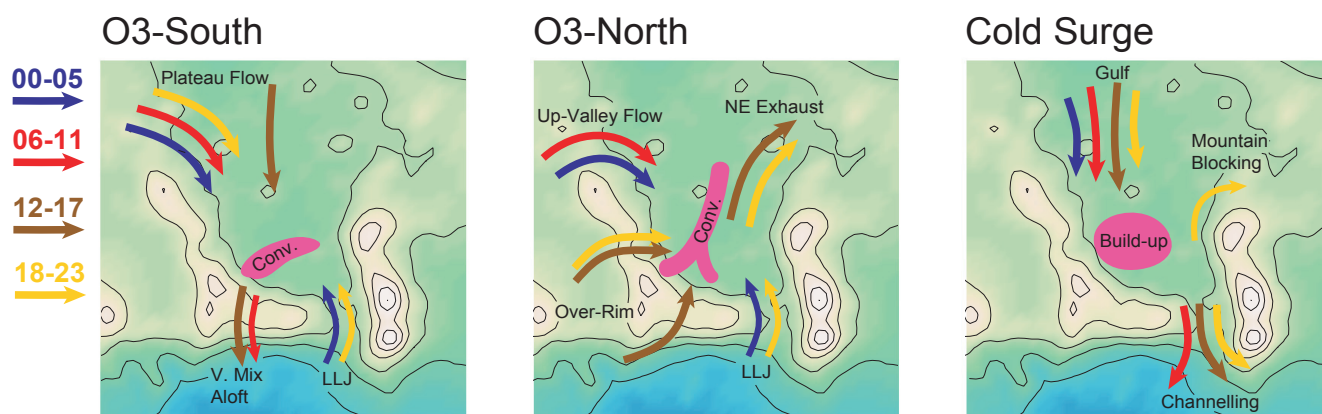 O3-South
O3-North
Cold Surge
00-05
06-11
12-17
18-23
Plateau Flow
Conv.
V. Mix
Aloft
LLJ
Up-Valley Flow
NE Exhaust
Conv.
Over-Rim
LLJ
Gulf
Mountain
Blocking
Build-up
Channelling